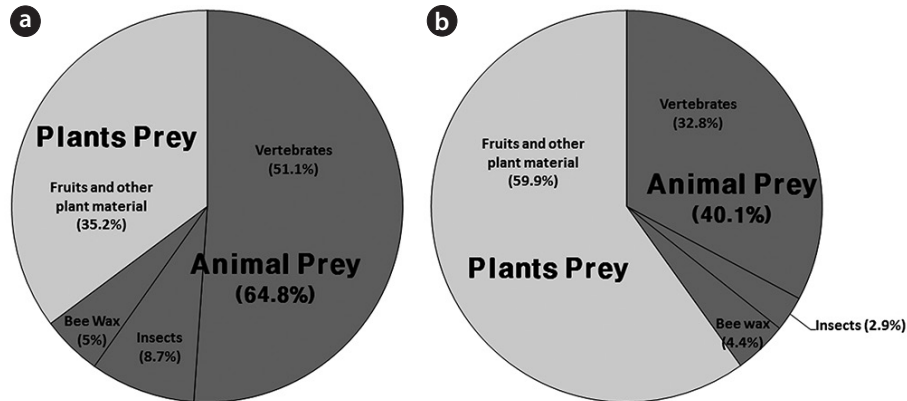 a
Plants Prey
Fruits and other
plant material
(35.2%)
Vertebrates
(51.1%)
Animal Prey
(64.8%)
Bee Wax
(5%)
Insects
(8.7%)
b
Vertebrates
(32.8%)
Fruits and other
plant material
(59.9%)
Animal Prey
(40.1%)
Plants Prey
Bee wax
(4.4%)
Insects (2.9%)